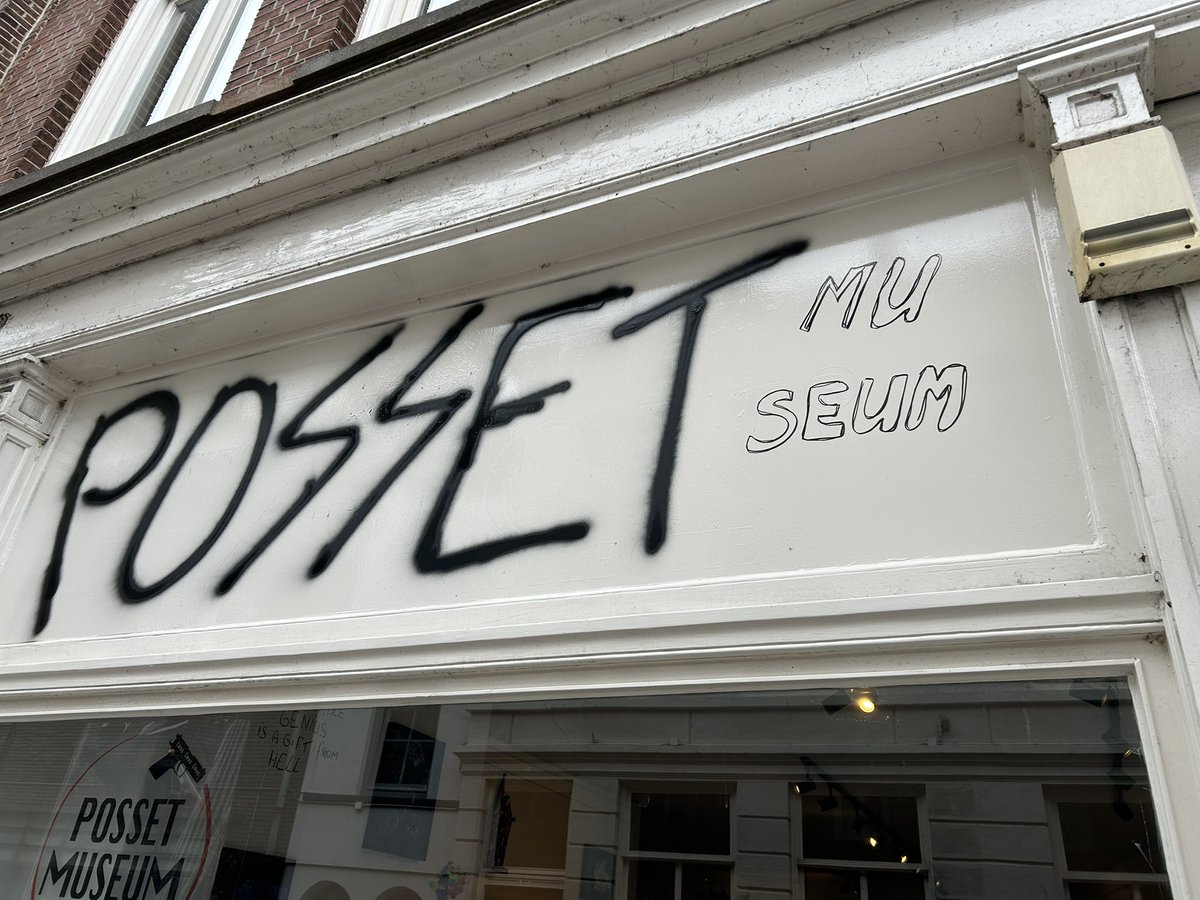 POSSET
MU
SEUM
GENIUS
IS A GIFT FROM
HELL
POSSET
MUSEUM